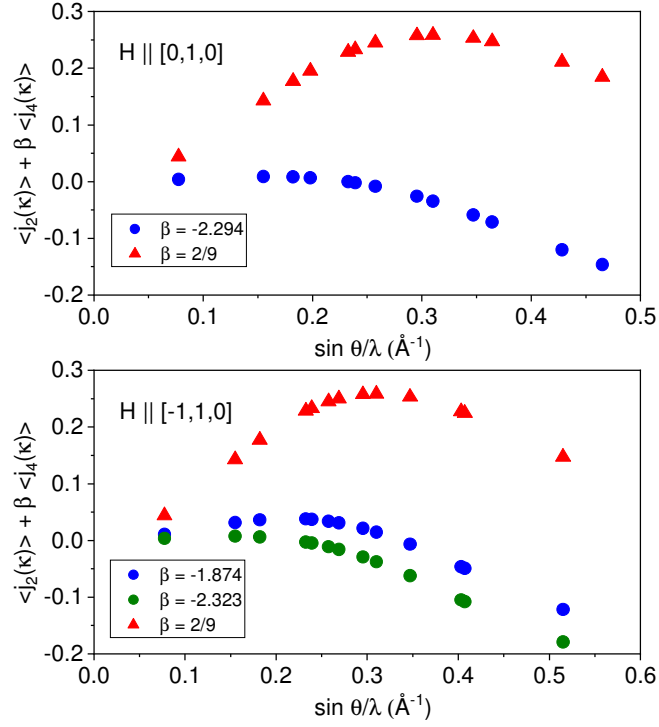 0.3
H || [0,1,0]
0.2
0.1
0.0
-0.1
-0.2
<j2(κ)> + β <j4(κ)>
β = -2.294
β = 2/9
0.0 0.1 0.2 0.3 0.4 0.5
sin θ/λ (Å-1)
0.3
H || [-1,1,0]
0.2
0.1
0.0
-0.1
-0.2
<j2(κ)> + β <j4(κ)>
β = -1.874
β = -2.323
β = 2/9
0.0 0.1 0.2 0.3 0.4 0.5 0.6
sin θ/λ (Å-1)